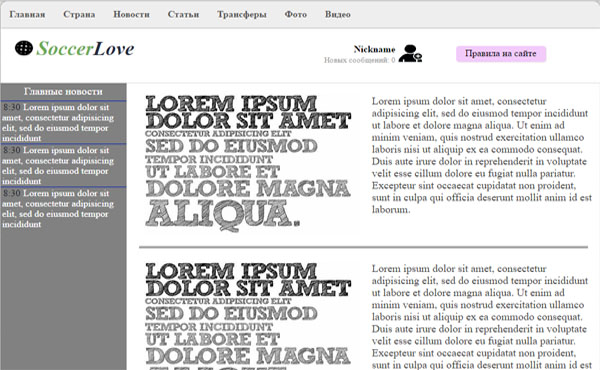 Главная Страна Новости Статьи Трансферы Фото Видео
SoccerLove
Nickname
Новых сообщений: 0
Правила на сайте
Главные новости
8:30 Lorem ipsum dolor sit
amet, consectetur adipisicing
elit, sed do eiusmod tempor
incididunt
8:30 Lorem ipsum dolor sit
amet, consectetur adipisicing
elit, sed do eiusmod tempor
incididunt
8:30 Lorem ipsum dolor sit
amet, consectetur adipisicing
elit, sed do eiusmod tempor
incididunt
LOREM IPSUM
DOLOR SIT AMET
CONSECTETUR ADIPISICING ELIT
SED DO EIUSMOD
TEMPOR INCIDIDUNT
UT LABORE ET
DOLORE MAGNA
ALIQUA.
Lorem ipsum dolor sit amet, consectetur
adipisicing elit, sed do eiusmod tempor incididunt
ut labore et dolore magna aliqua. Ut enim ad
minim veniam, quis nostrud exercitation ullamco
laboris nisi ut aliquip ex ea commodo consequat.
Duis aute irure dolor in reprehenderit in voluptate
velit esse cillum dolore eu fugiat nulla pariatur.
Excepteur sint occaecat cupidatat non proident,
sunt in culpa qui officia deserunt mollit anim id est
laborum.
LOREM IPSUM
DOLOR SIT AMET
CONSECTETUR ADIPISICING ELIT
SED DO EIUSMOD
TEMPOR INCIDIDUNT
UT LABORE ET
DOLORE MAGNA
Lorem ipsum dolor sit amet, consectetur
adipisicing elit, sed do eiusmod tempor incididunt
ut labore et dolore magna aliqua. Ut enim ad
minim veniam, quis nostrud exercitation ullamco
laboris nisi ut aliquip ex ea commodo consequat.
Duis aute irure dolor in reprehenderit in voluptate
velit esse cillum dolore eu fugiat nulla pariatur.
Excepteur sint occaecat cupidatat non proident,